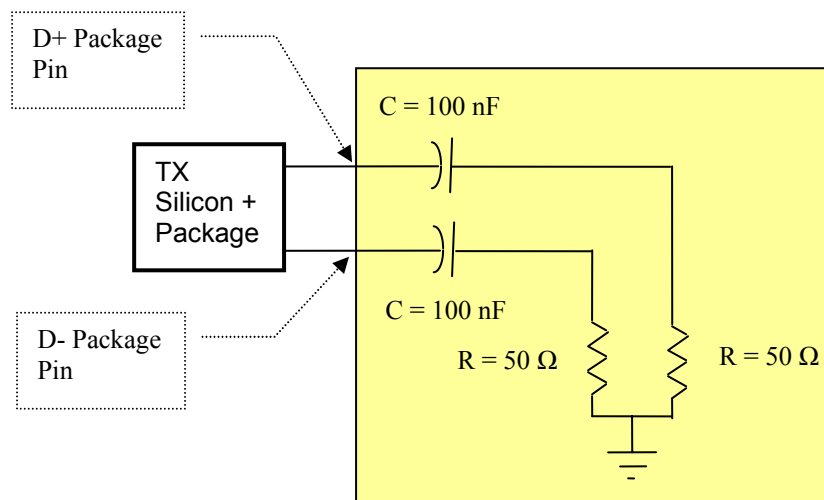 D+ Package
Pin
C = 100 nF
TX
Silicon +
Package
C = 100 nF
D- Package
Pin
R = 50 Ω
R = 50 Ω